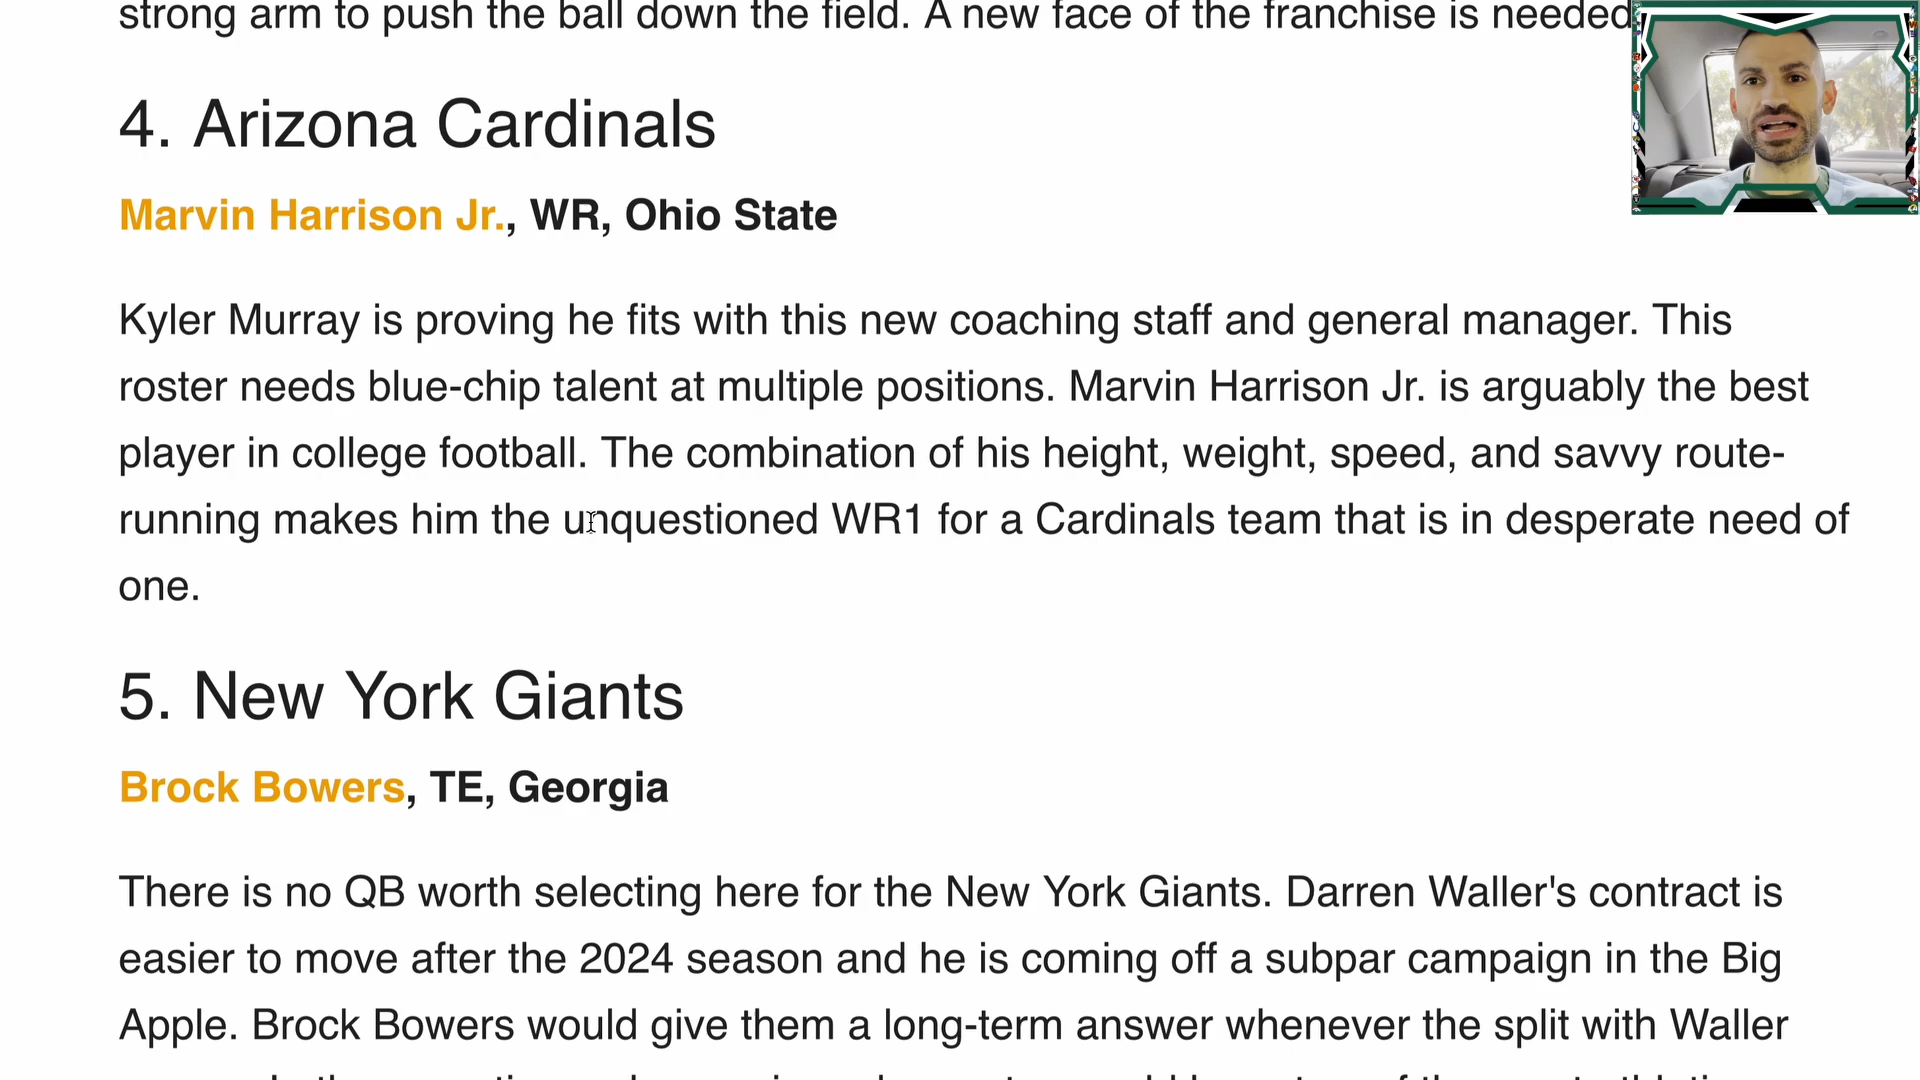 strong arm to push the ball down the field. A new face of the franchise is needed
4. Arizona Cardinals
Marvin Harrison Jr., WR, Ohio State
Kyler Murray is proving he fits with this new coaching staff and general manager. This
roster needs blue-chip talent at multiple positions. Marvin Harrison Jr. is arguably the best
player in college football. The combination of his height, weight, speed, and savvy route-
running makes him the unquestioned WR1 for a Cardinals team that is in desperate need of
one.
5. New York Giants
Brock Bowers, TE, Georgia
There is no QB worth selecting here for the New York Giants. Darren Waller's contract is
easier to move after the 2024 season and he is coming off a subpar campaign in the Big
Apple. Brock Bowers would give them a long-term answer whenever the split with Waller